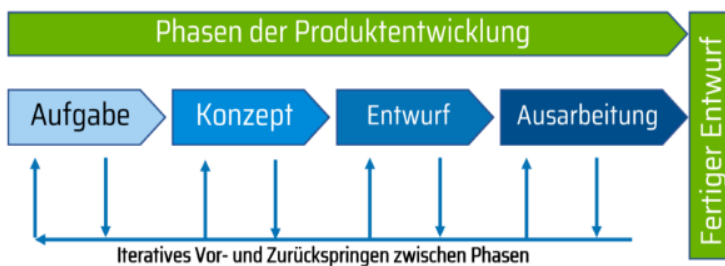 Phasen der Produktentwicklung
Aufgabe
Konzept
Entwurf
Ausarbeitung
Fertiger Entwurf
Iteratives Vor- und Zurückspringen zwischen Phasen